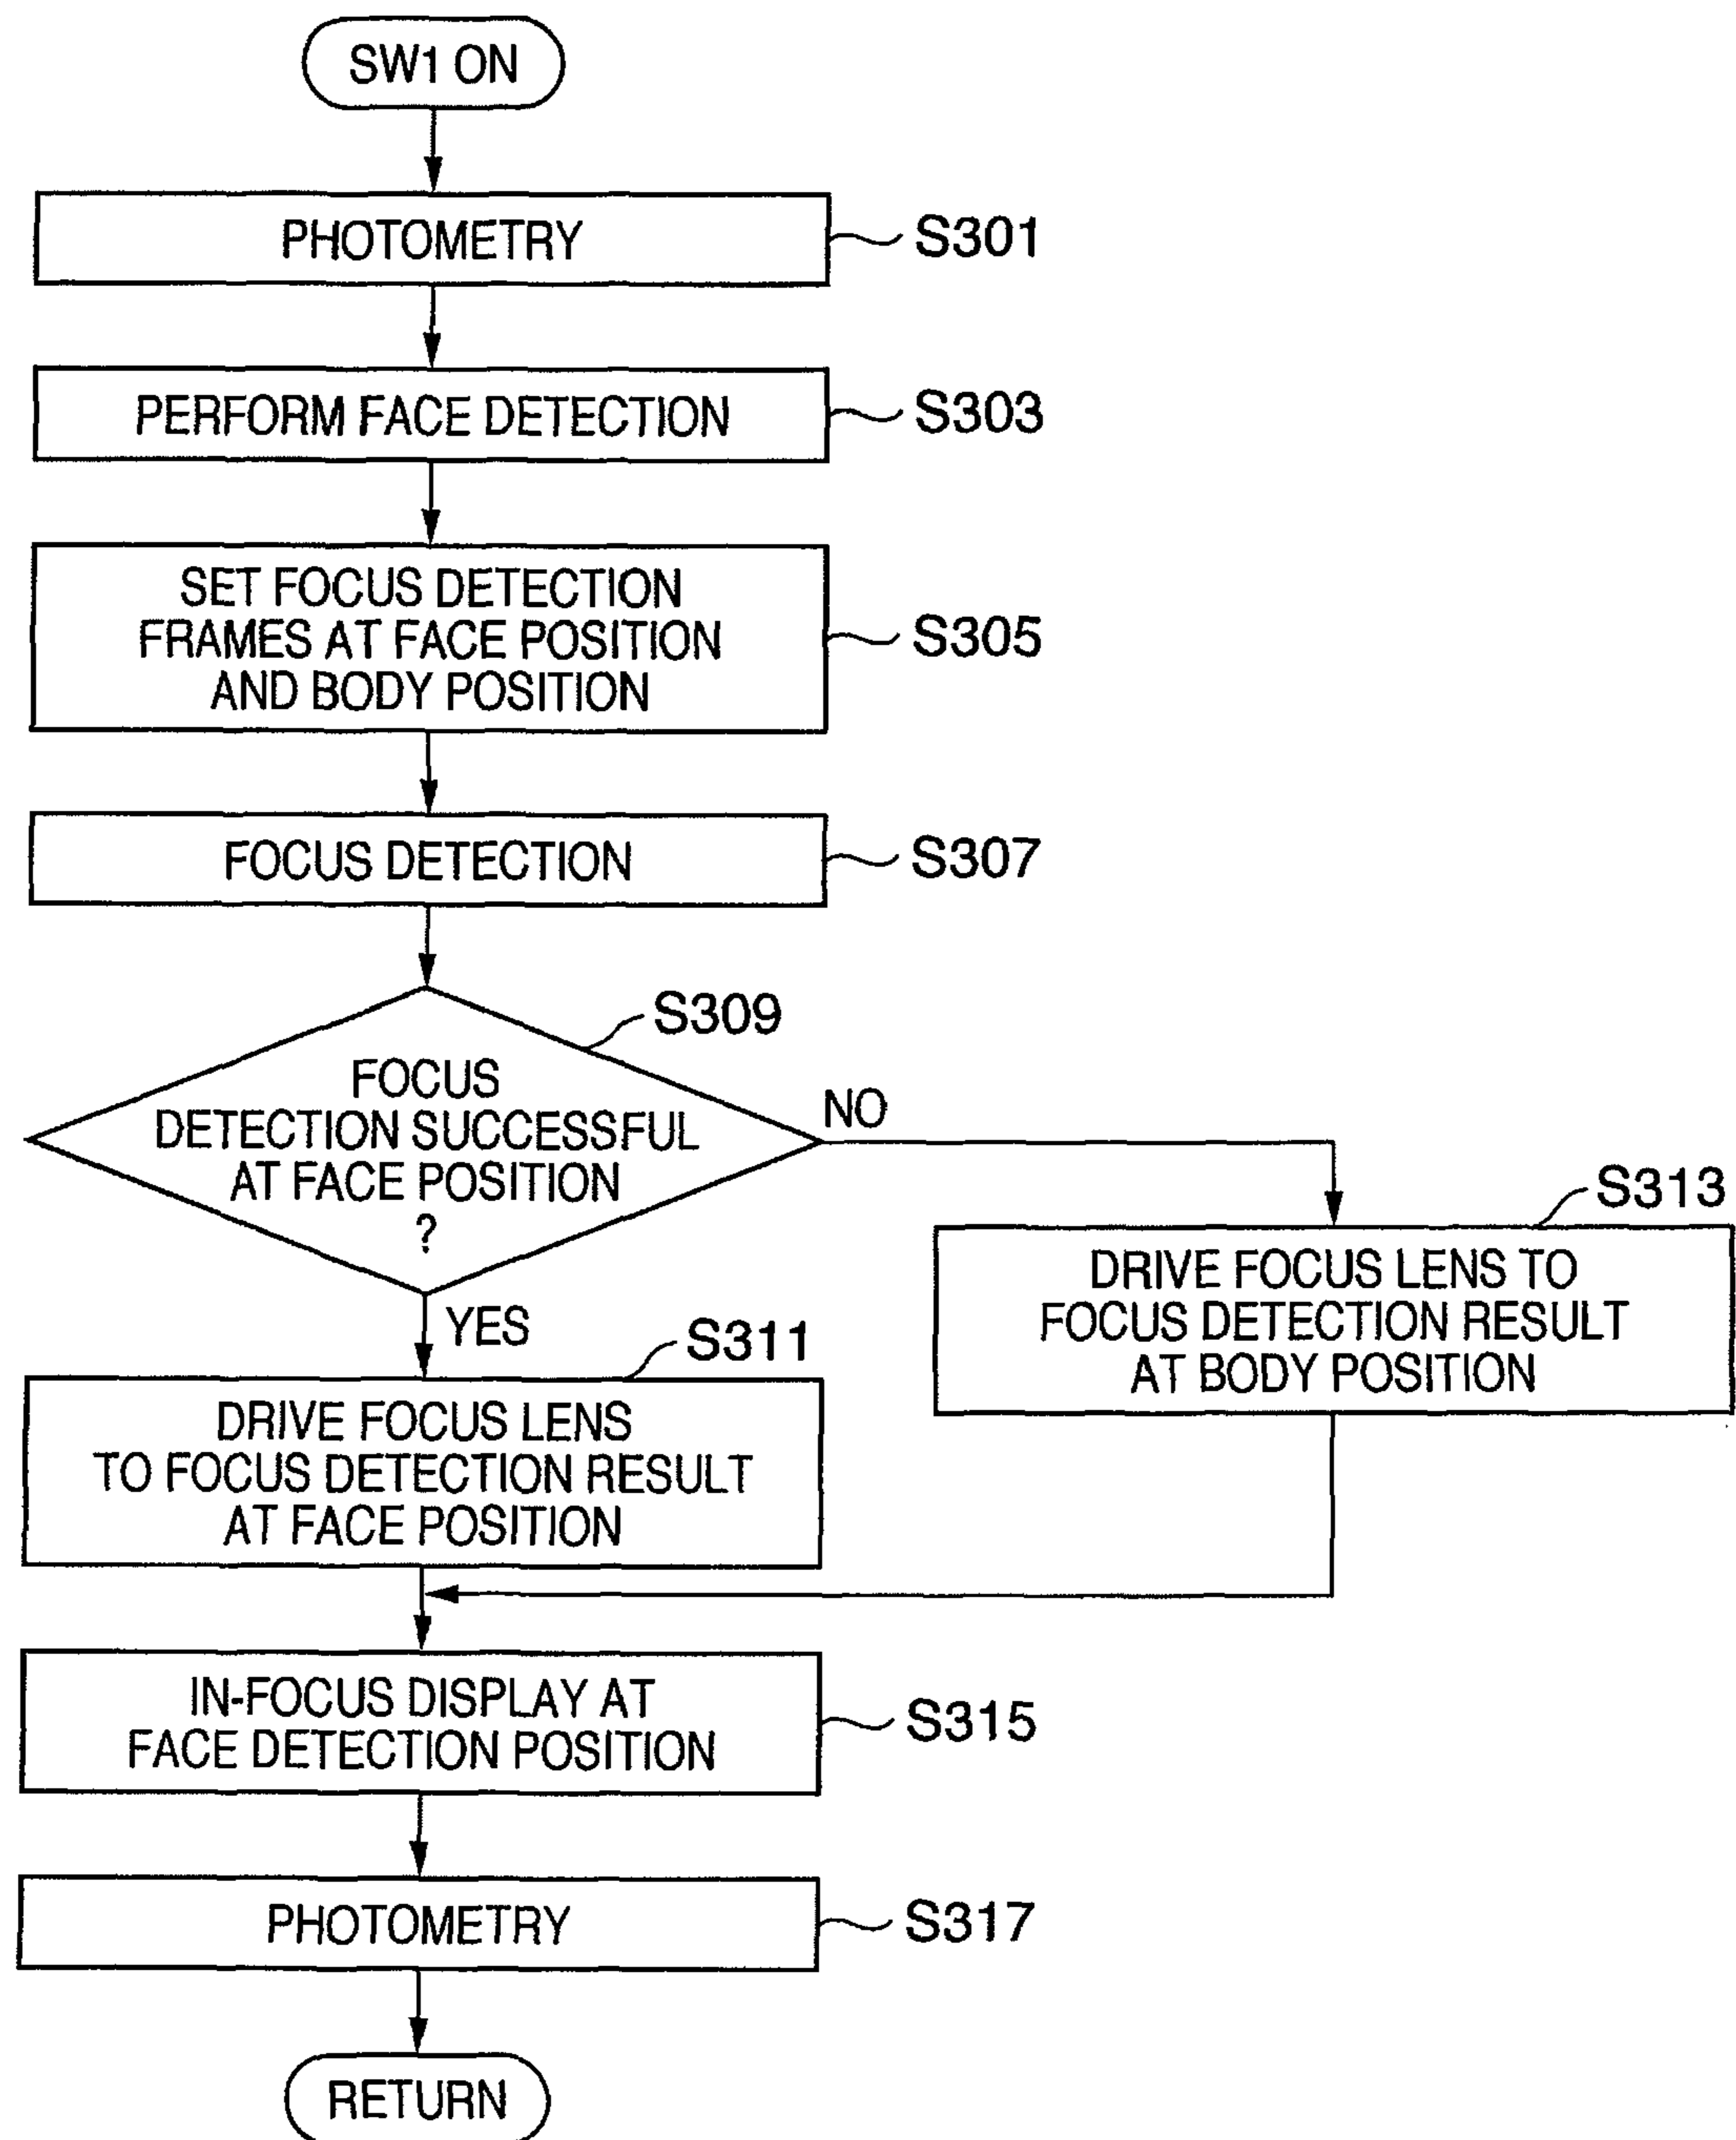 SW1 ON
PHOTOMETRY
S301
PERFORM FACE DETECTION
S303
SET FOCUS DETECTION
FRAMES AT FACE POSITION
AND BODY POSITION
S305
FOCUS DETECTION
S307
S309
FOCUS
DETECTION SUCCESSFUL
AT FACE POSITION
?
NO
YES
S313
DRIVE FOCUS LENS TO
FOCUS DETECTION RESULT
AT BODY POSITION
S311
DRIVE FOCUS LENS
TO FOCUS DETECTION RESULT
AT FACE POSITION
IN-FOCUS DISPLAY AT
FACE DETECTION POSITION
S315
PHOTOMETRY
S317
RETURN